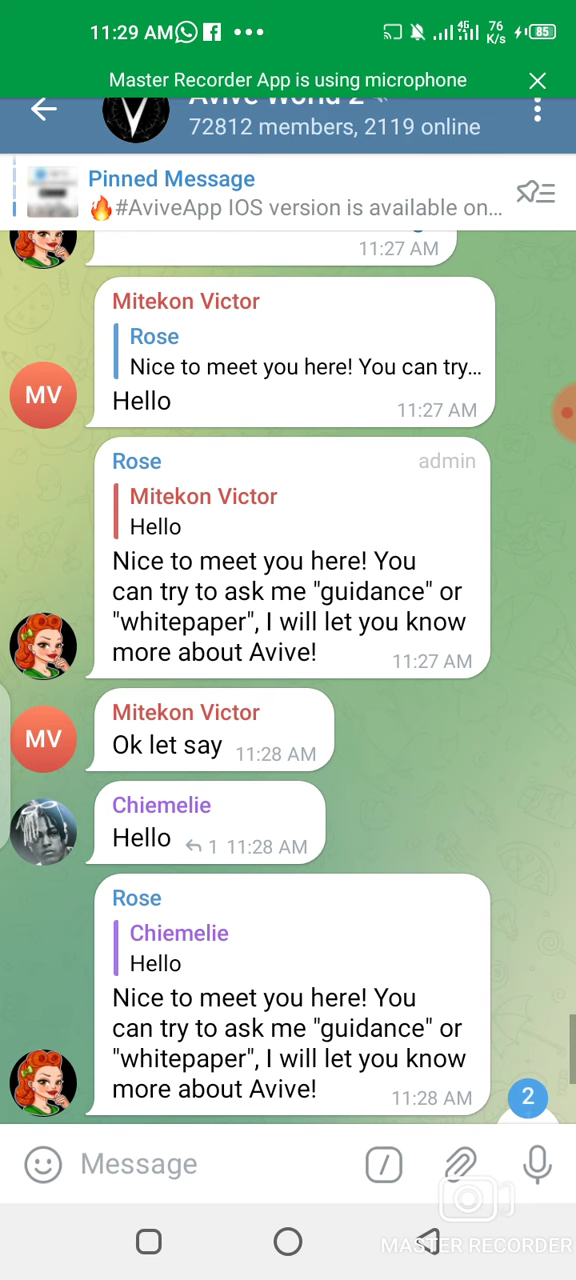 11:29 AM
4G
76
K/s
85
Master Recorder App is using microphone
Avive World 2
72812 members, 2119 online
Pinned Message
🔥#AviveApp IOS version is available on...
11:27 AM
Mitekon Victor
Rose
Nice to meet you here! You can try...
MV
Hello
11:27 AM
Rose admin
Mitekon Victor
Hello
Nice to meet you here! You
can try to ask me "guidance" or
"whitepaper", I will let you know
more about Avive!
11:27 AM
Mitekon Victor
MV
Ok let say 11:28 AM
Chiemelie
Hello 1 11:28 AM
Rose
Chiemelie
Hello
Nice to meet you here! You
can try to ask me "guidance" or
"whitepaper", I will let you know
more about Avive!
11:28 AM
2
Message
MASTER RECORDER